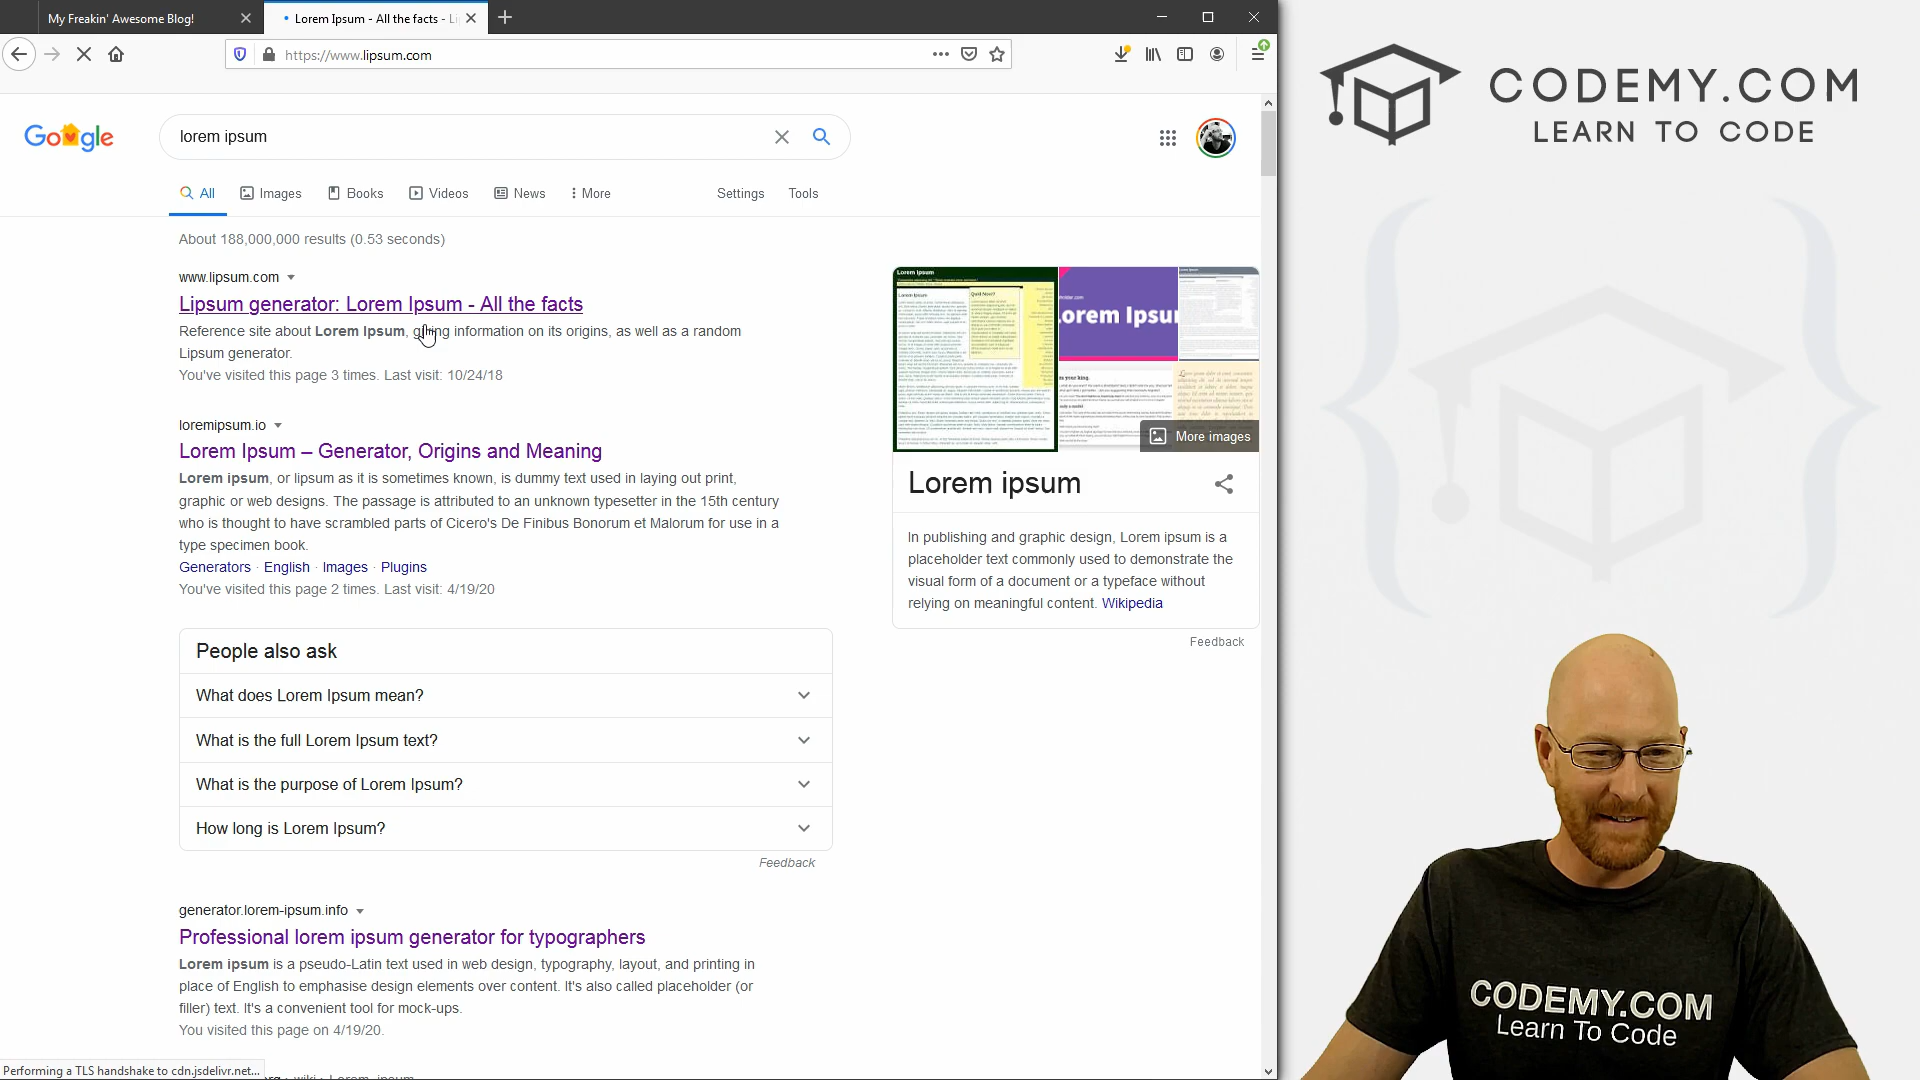 My Freakin' Awesome Blog!
Lorem Ipsum - All the facts - Li
https://www.lipsum.com
Google
lorem ipsum
All
Images
Books
Videos
News
More
Settings
Tools
About 188,000,000 results (0.53 seconds)
www.lipsum.com
Lipsum generator: Lorem Ipsum - All the facts
Reference site about Lorem Ipsum, giving information on its origins, as well as a random
Lipsum generator.
You've visited this page 3 times. Last visit: 10/24/18
loremipsum.io
Lorem Ipsum – Generator, Origins and Meaning
Lorem ipsum, or lipsum as it is sometimes known, is dummy text used in laying out print,
graphic or web designs. The passage is attributed to an unknown typesetter in the 15th century
who is thought to have scrambled parts of Cicero's De Finibus Bonorum et Malorum for use in a
type specimen book.
Generators · English · Images · Plugins
You've visited this page 2 times. Last visit: 4/19/20
People also ask
What does Lorem Ipsum mean?
What is the full Lorem Ipsum text?
What is the purpose of Lorem Ipsum?
How long is Lorem Ipsum?
Feedback
generator.lorem-ipsum.info
Professional lorem ipsum generator for typographers
Lorem ipsum is a pseudo-Latin text used in web design, typography, layout, and printing in
place of English to emphasise design elements over content. It's also called placeholder (or
filler) text. It's a convenient tool for mock-ups.
You visited this page on 4/19/20.
Performing a TLS handshake to cdn.jsdelivr.net...
Lorem Ipsum
orem Ipsu
More images
Lorem ipsum
In publishing and graphic design, Lorem ipsum is a
placeholder text commonly used to demonstrate the
visual form of a document or a typeface without
relying on meaningful content. Wikipedia
Feedback
CODEMY.COM
LEARN TO CODE
CODEMY.COM
Learn To Code